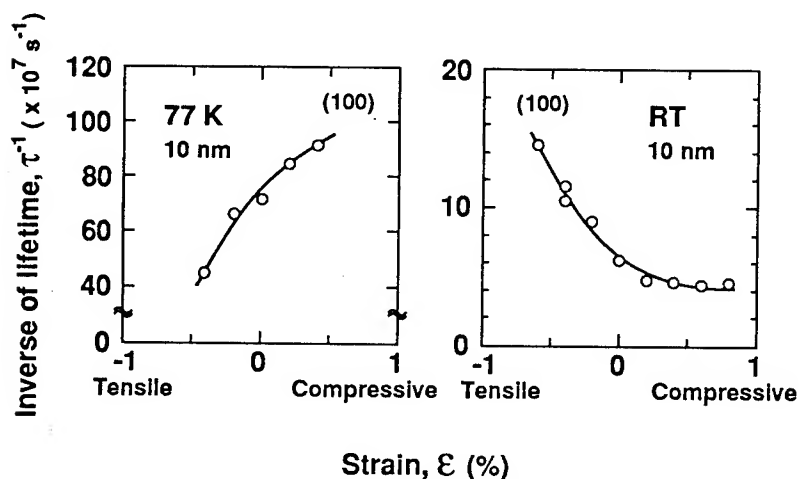 Inverse of lifetime, τ⁻¹ (x 10⁷ s⁻¹)
120
100
80
60
40
0
77 K
10 nm
(100)
-1
0
1
Tensile
Compressive
20
10
0
(100)
RT
10 nm
-1
0
1
Tensile
Compressive
Strain, ε (%)